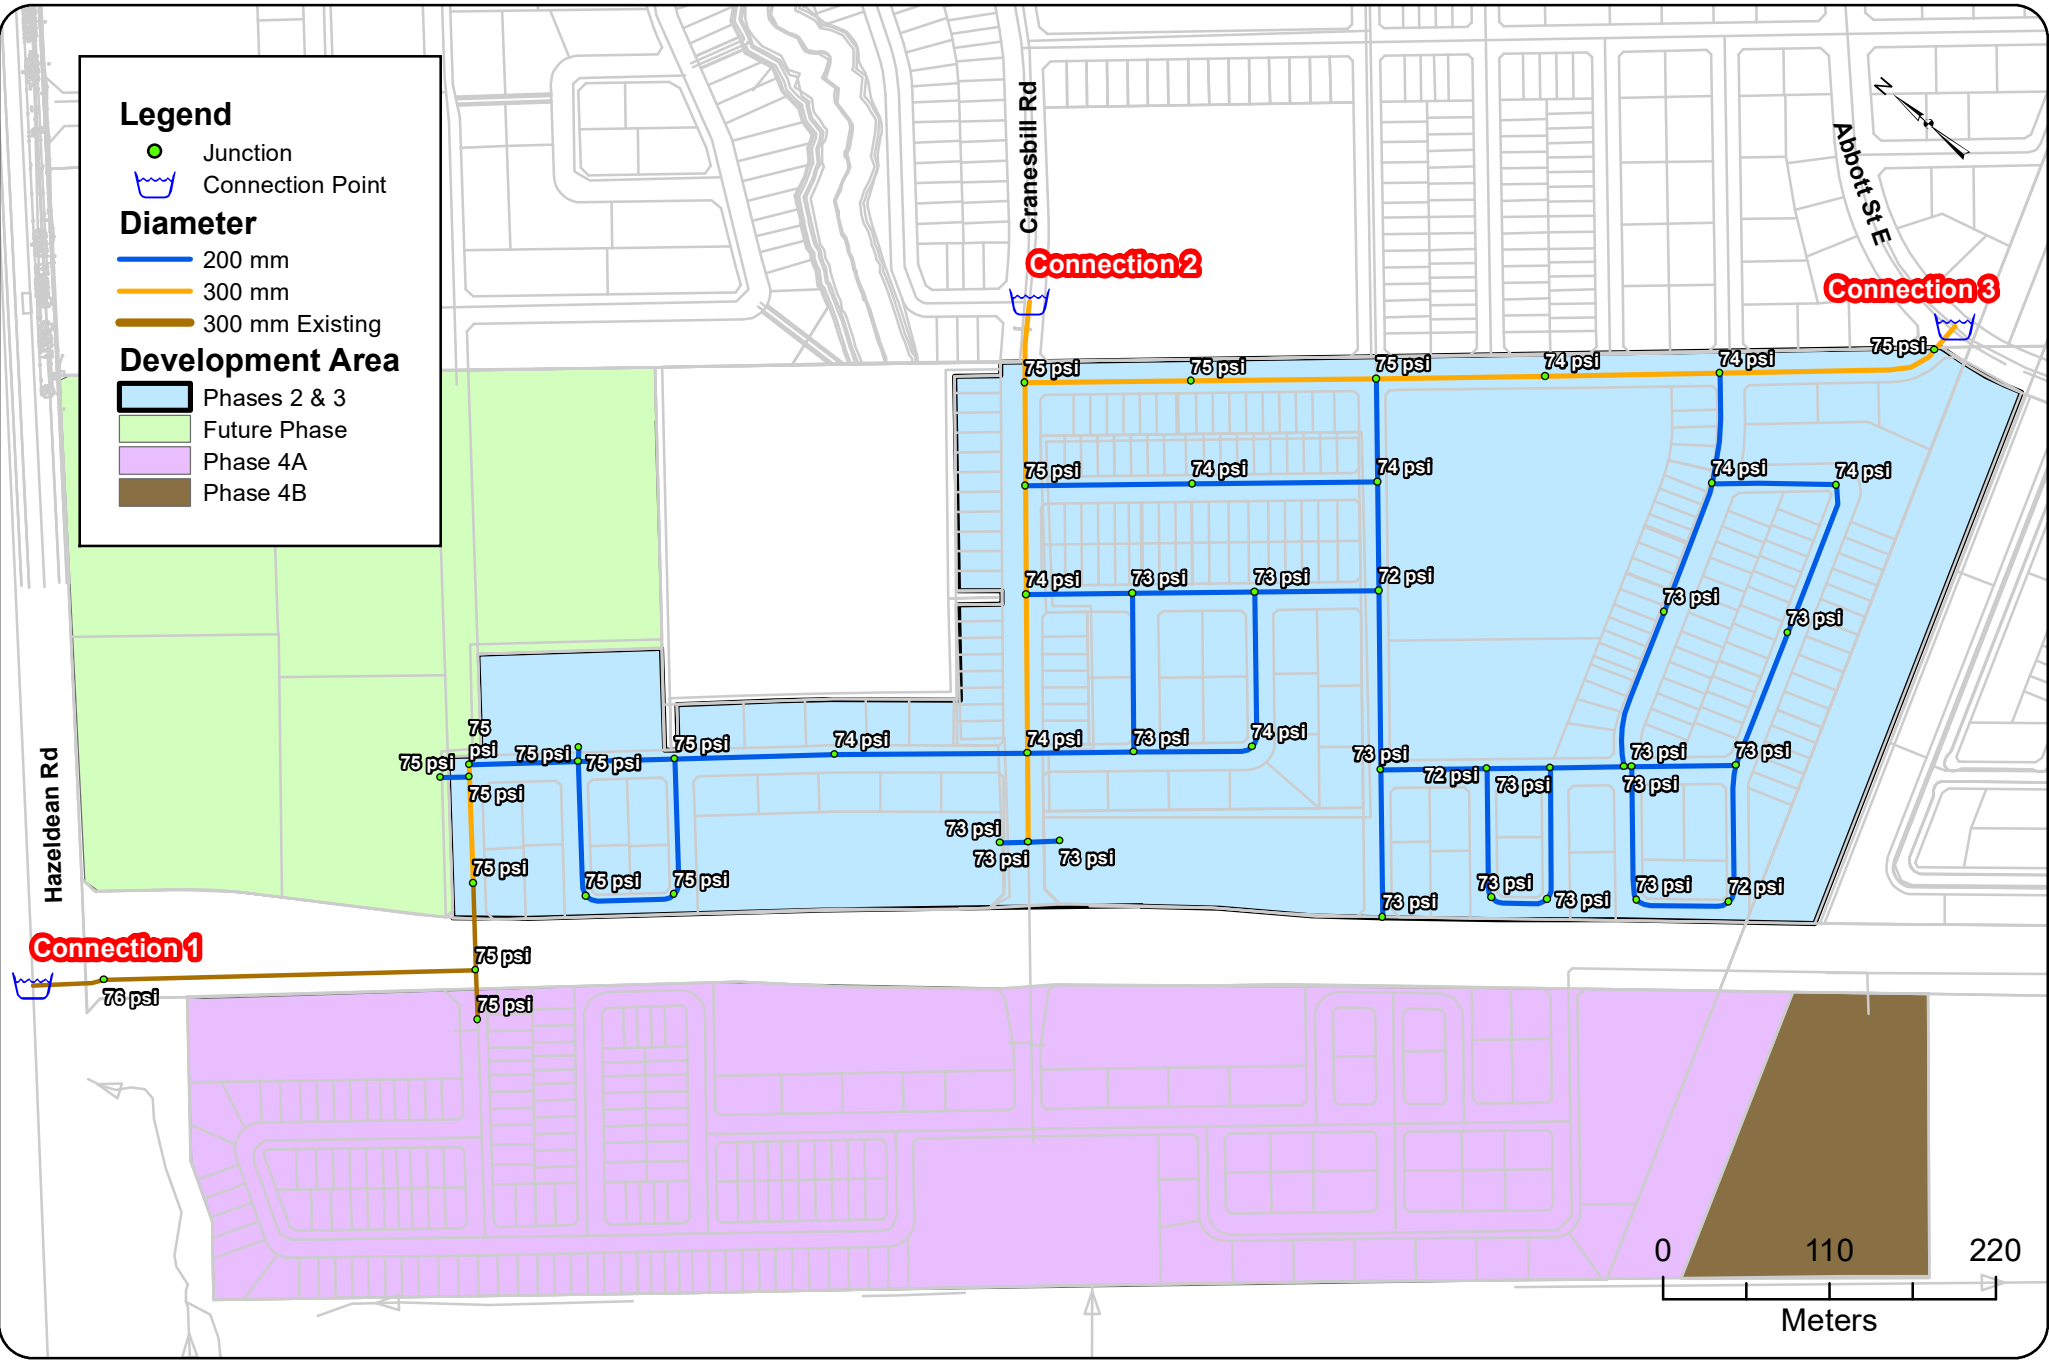 Legend
Junction
Connection Point
Diameter
200 mm
300 mm
300 mm Existing
Development Area
Phases 2 & 3
Future Phase
Phase 4A
Phase 4B
Cranesbill Rd
Abbott St E
N
Connection 2
Connection 3
75 psi
75 psi
75 psi
75 psi
74 psi
74 psi
75 psi
74 psi
74 psi
74 psi
74 psi
74 psi
73 psi
73 psi
72 psi
73 psi
73 psi
75
psi
75 psi
75 psi
75 psi
75 psi
75 psi
74 psi
74 psi
73 psi
74 psi
73 psi
72 psi
73 psi
73 psi
73 psi
73 psi
73 psi
73 psi
73 psi
75 psi
75 psi
75 psi
73 psi
73 psi
73 psi
73 psi
72 psi
Hazeldean Rd
Connection 1
76 psi
75 psi
75 psi
0 110 220
Meters